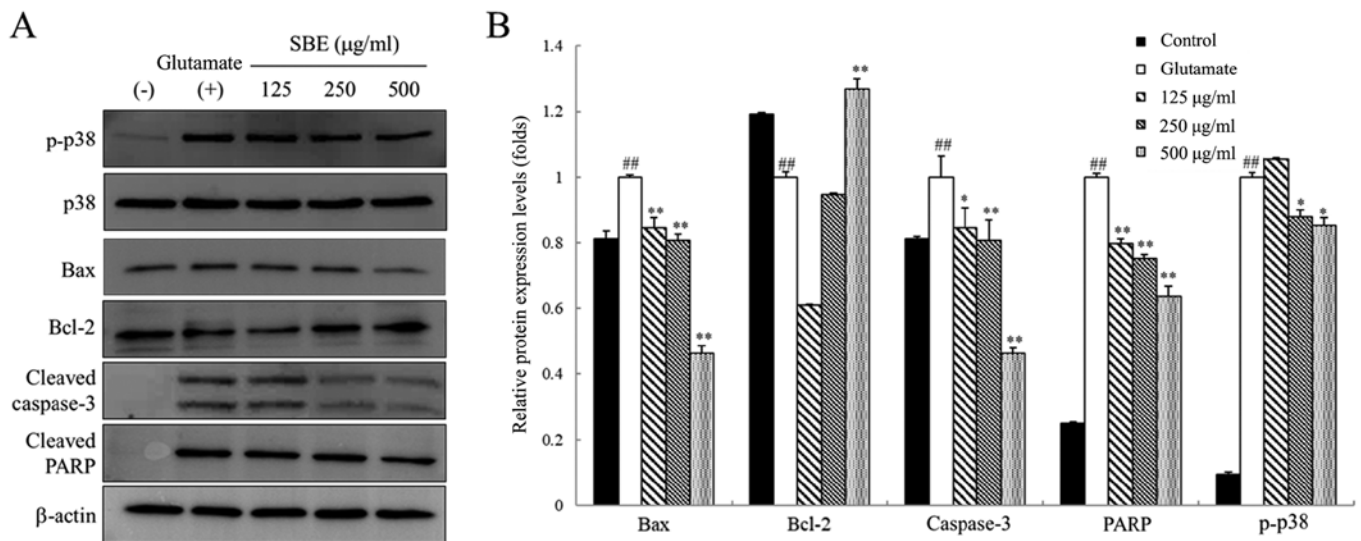 A
SBE (µg/ml)
Glutamate
(-) (+) 125 250 500
p-p38
p38
Bax
Bcl-2
Cleaved
caspase-3
Cleaved
PARP
β-actin
B
Relative protein expression levels (folds)
1.4
1.2
1
0.8
0.6
0.4
0.2
0
Control
Glutamate
125 µg/ml
250 µg/ml
500 µg/ml
## ** ** **
## **
## * ** **
## ** ** **
## * *
Bax Bcl-2 Caspase-3 PARP p-p38